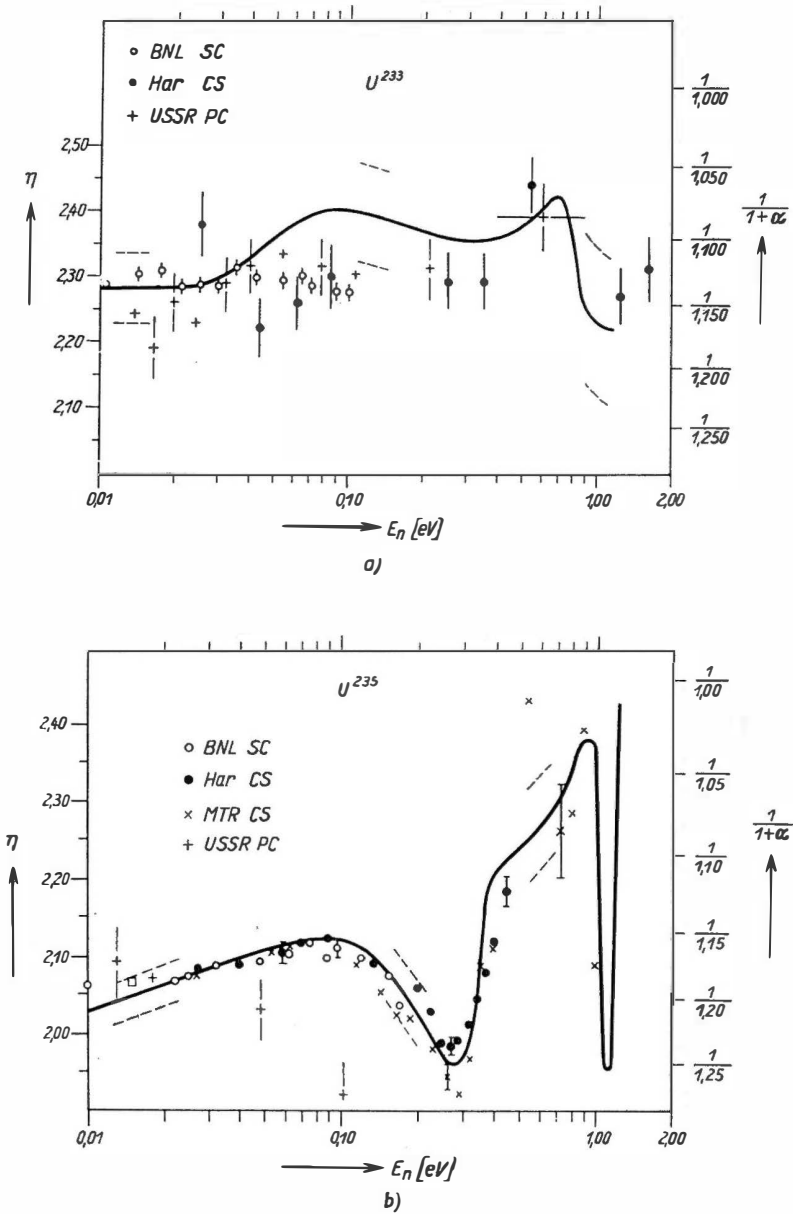 ○ BNL SC
● Har CS
+ USSR PC
U²³³
η
2,50
2,40
2,30
2,20
2,10
1/1,000
1/1,050
1/1,100
1/1,150
1/1,200
1/1,250
1/1+α
0,01 0,10 1,00 2,00
E_n [eV]
a)
U²³⁵
○ BNL SC
● Har CS
× MTR CS
+ USSR PC
η
2,40
2,30
2,20
2,10
2,00
1/1,00
1/1,05
1/1,10
1/1,15
1/1,20
1/1,25
1/1+α
0,01 0,10 1,00 2,00
E_n [eV]
b)